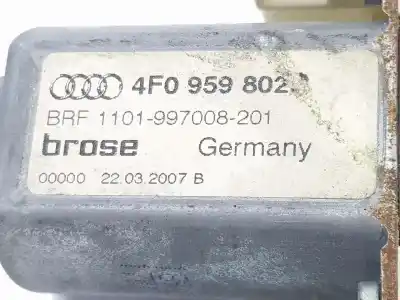 4F0 959 802
BRF 1101-997008-201
brose Germany
00000 22.03.2007 B